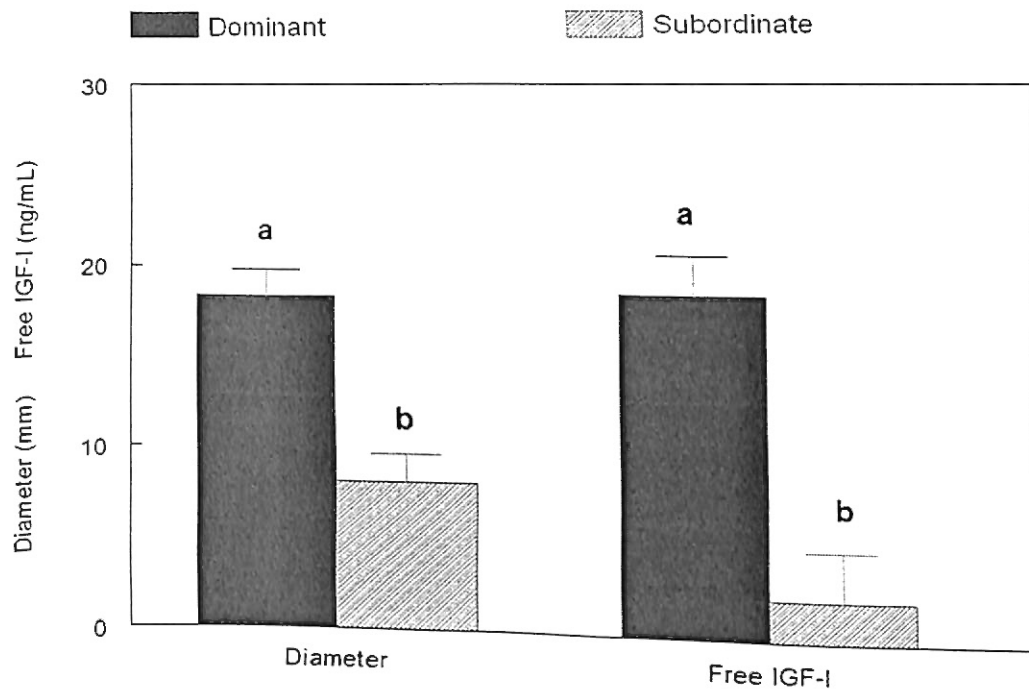 Dominant
Subordinate
Diameter (mm) Free IGF-I (ng/mL)
30
20
10
0
a
b
a
b
Diameter
Free IGF-I